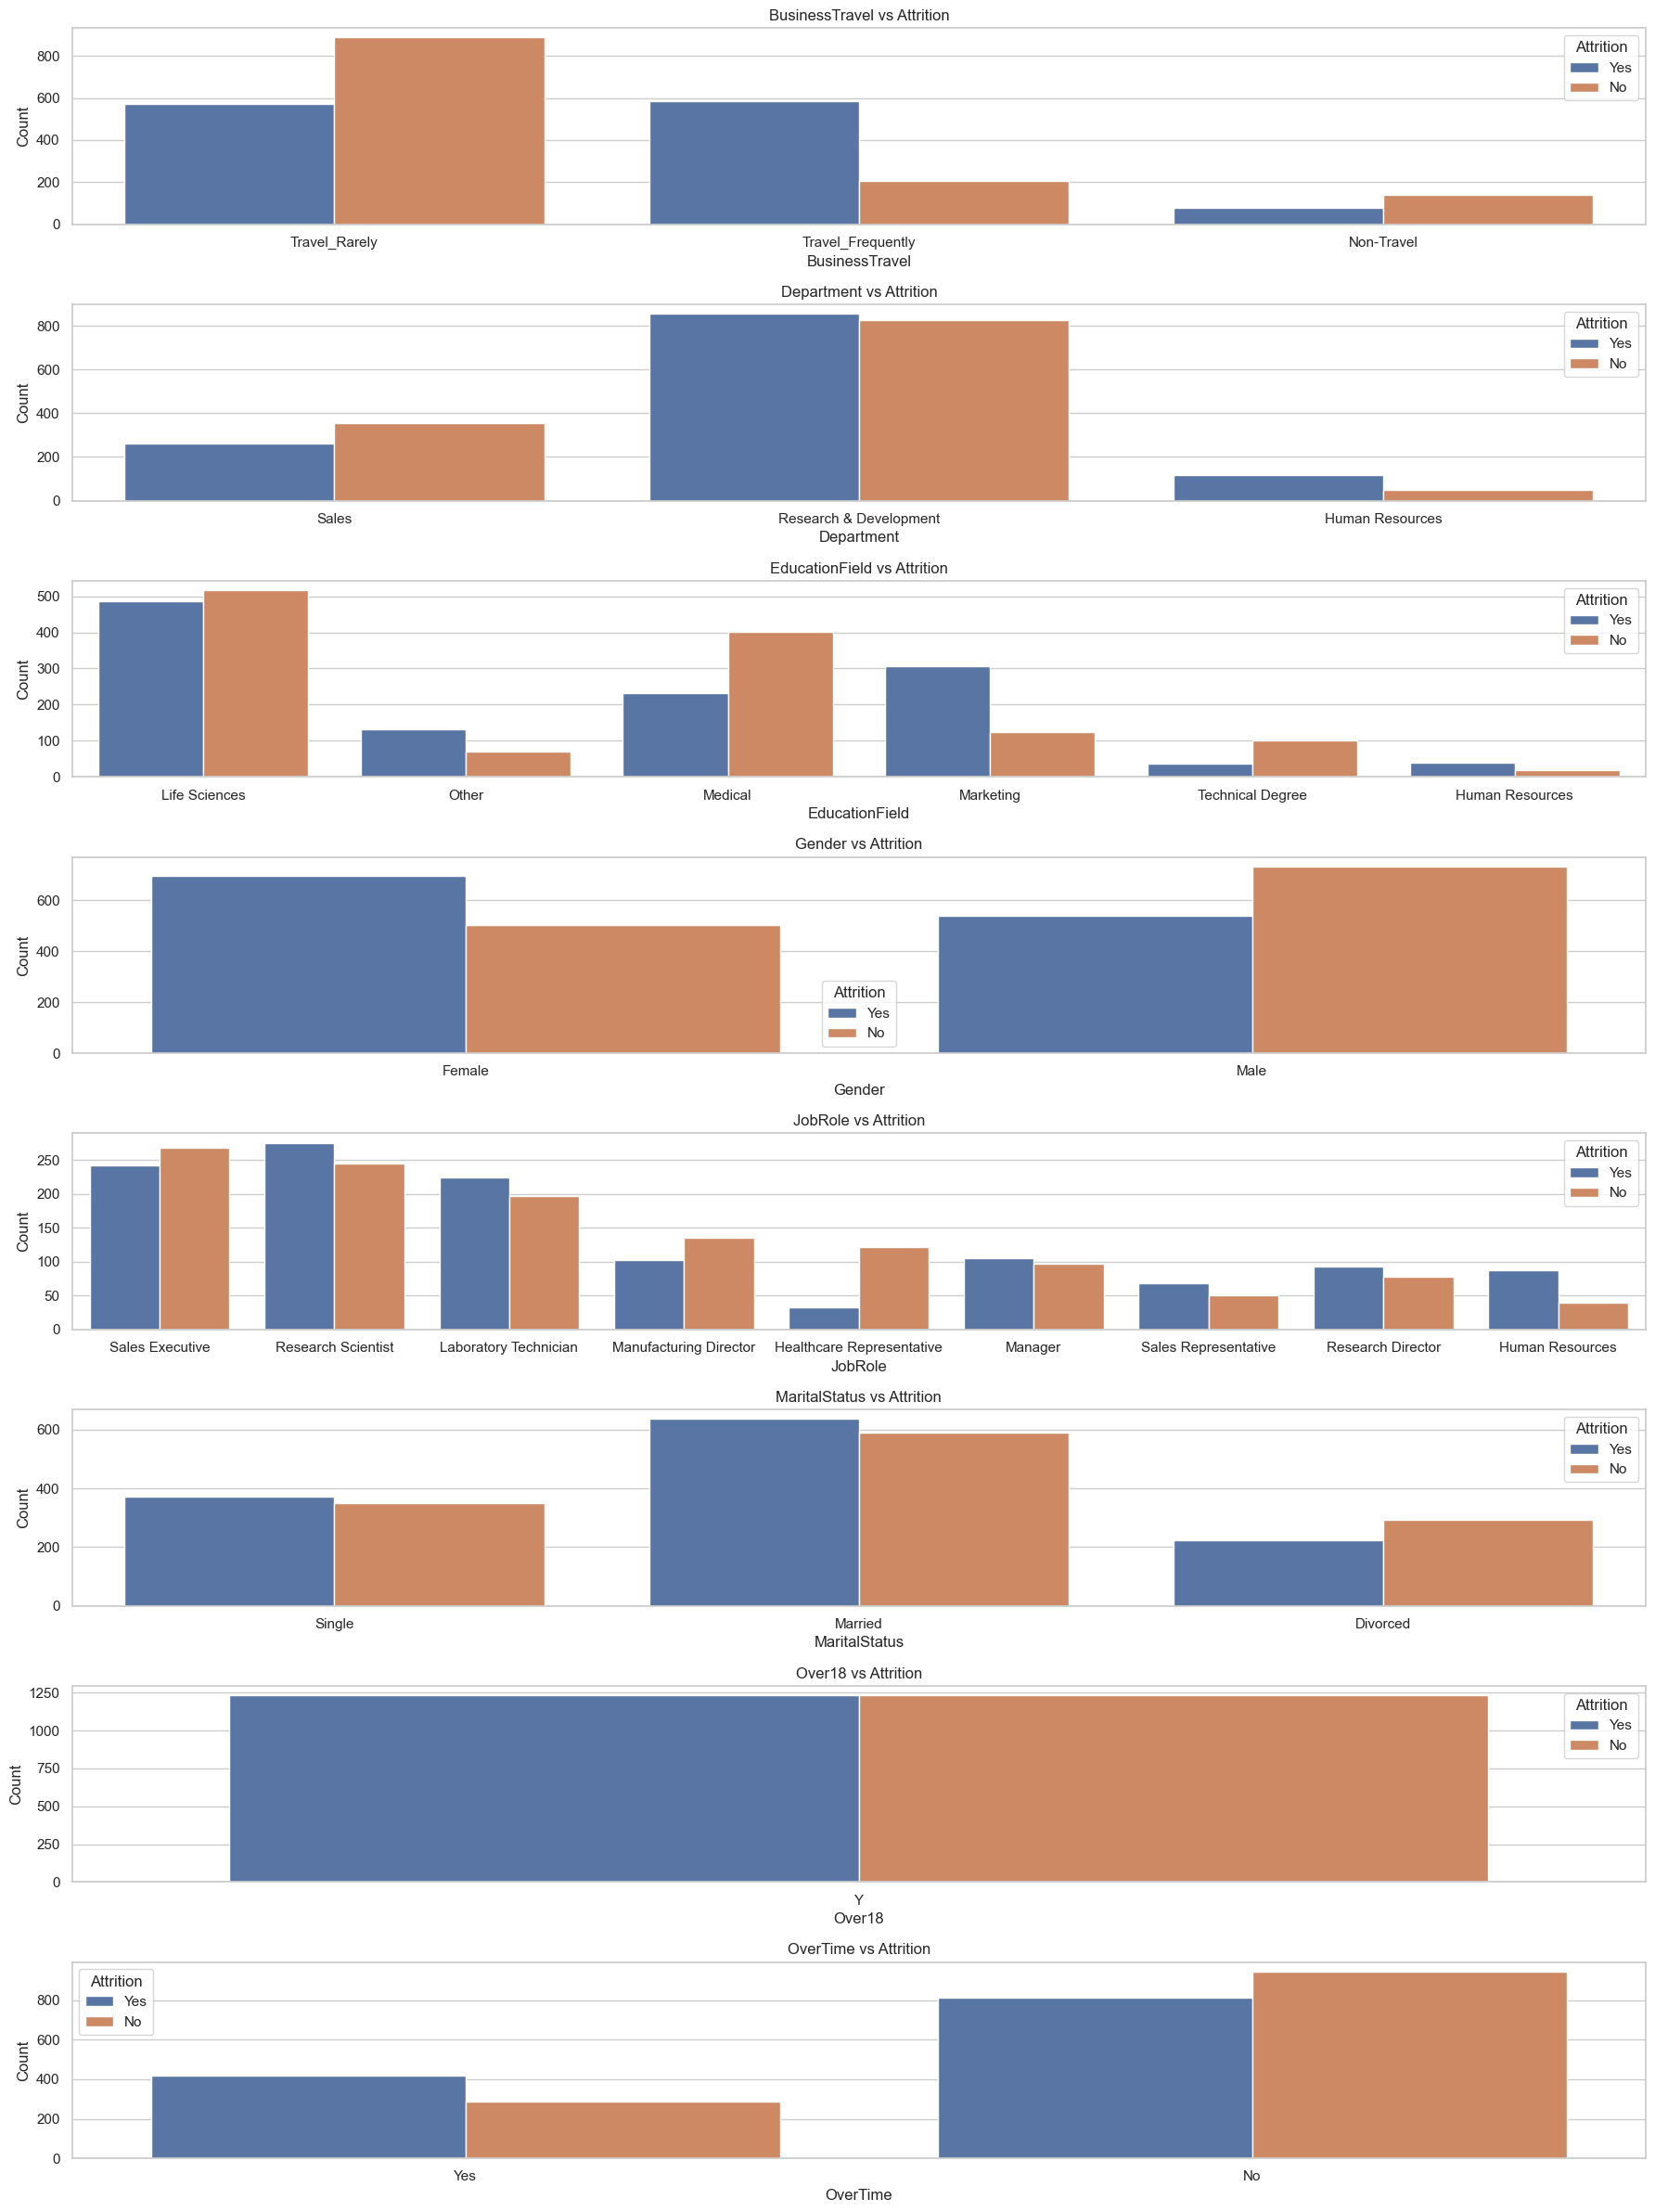 BusinessTravel vs Attrition
800
600
400
200
0
Count
Attrition
Yes
No
Travel_Rarely Travel_Frequently Non-Travel
BusinessTravel
Department vs Attrition
800
600
400
200
0
Count
Attrition
Yes
No
Sales Research & Development Human Resources
Department
EducationField vs Attrition
500
400
300
200
100
0
Count
Attrition
Yes
No
Life Sciences Other Medical Marketing Technical Degree Human Resources
EducationField
Gender vs Attrition
600
400
200
0
Count
Attrition
Yes
No
Female Male
Gender
JobRole vs Attrition
250
200
150
100
50
0
Count
Attrition
Yes
No
Sales Executive Research Scientist Laboratory Technician Manufacturing Director Healthcare Representative Manager Sales Representative Research Director Human Resources
JobRole
MaritalStatus vs Attrition
600
400
200
0
Count
Attrition
Yes
No
Single Married Divorced
MaritalStatus
Over18 vs Attrition
1250
1000
750
500
250
0
Count
Attrition
Yes
No
Y
Over18
OverTime vs Attrition
800
600
400
200
0
Count
Attrition
Yes
No
Yes No
OverTime